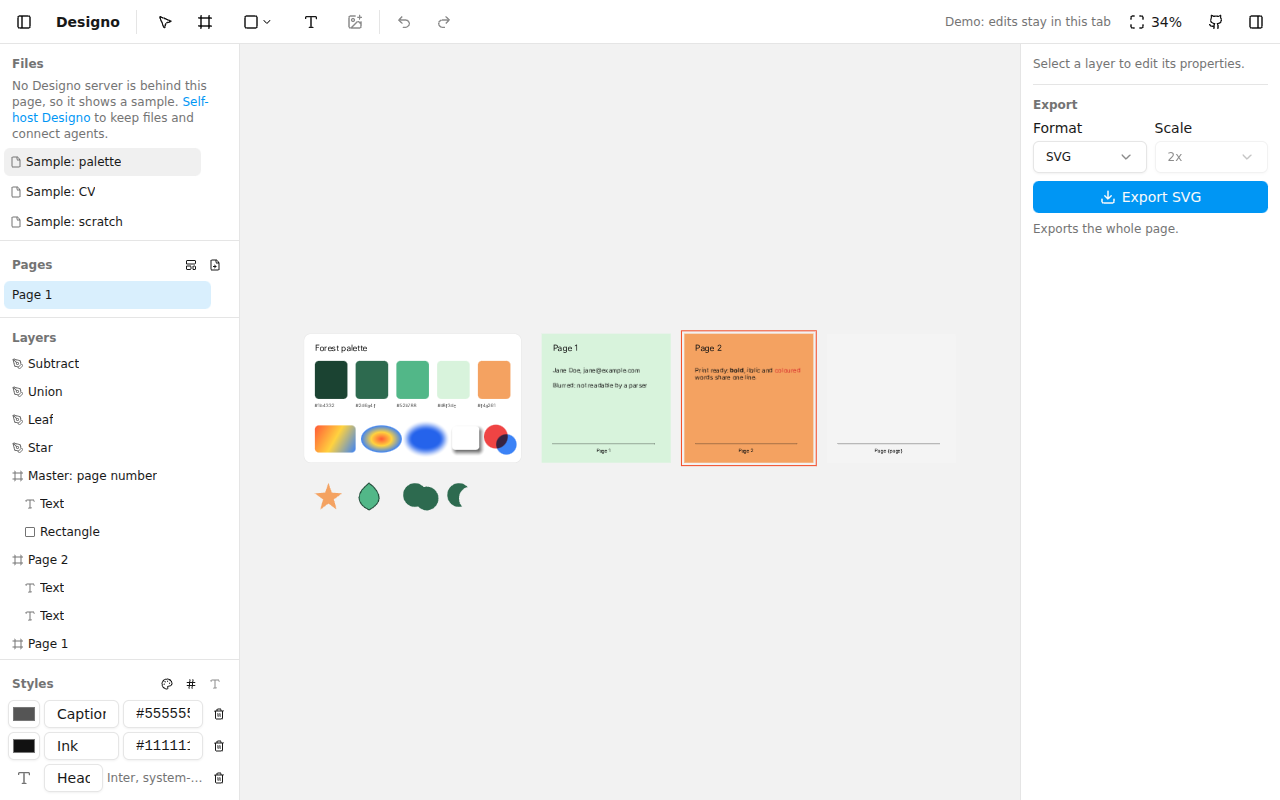 Designo
Demo: edits stay in this tab
34%
Files
No Designo server is behind this
page, so it shows a sample. Self-
host Designo to keep files and
connect agents.
Sample: palette
Sample: CV
Sample: scratch
Pages
Page 1
Layers
Subtract
Union
Leaf
Star
Master: page number
Text
Rectangle
Page 2
Text
Text
Page 1
Styles
Caption #555555
Ink #111111
Head Inter, system-...
Forest palette
Page 1
Jane Doe, jane@example.com
Blurred: not readable by a parser
Page 1
Page 2
Print ready: bold, italic and coloured
words share one line.
Page 2
Page {page}
Select a layer to edit its properties.
Export
Format Scale
SVG 2x
Export SVG
Exports the whole page.